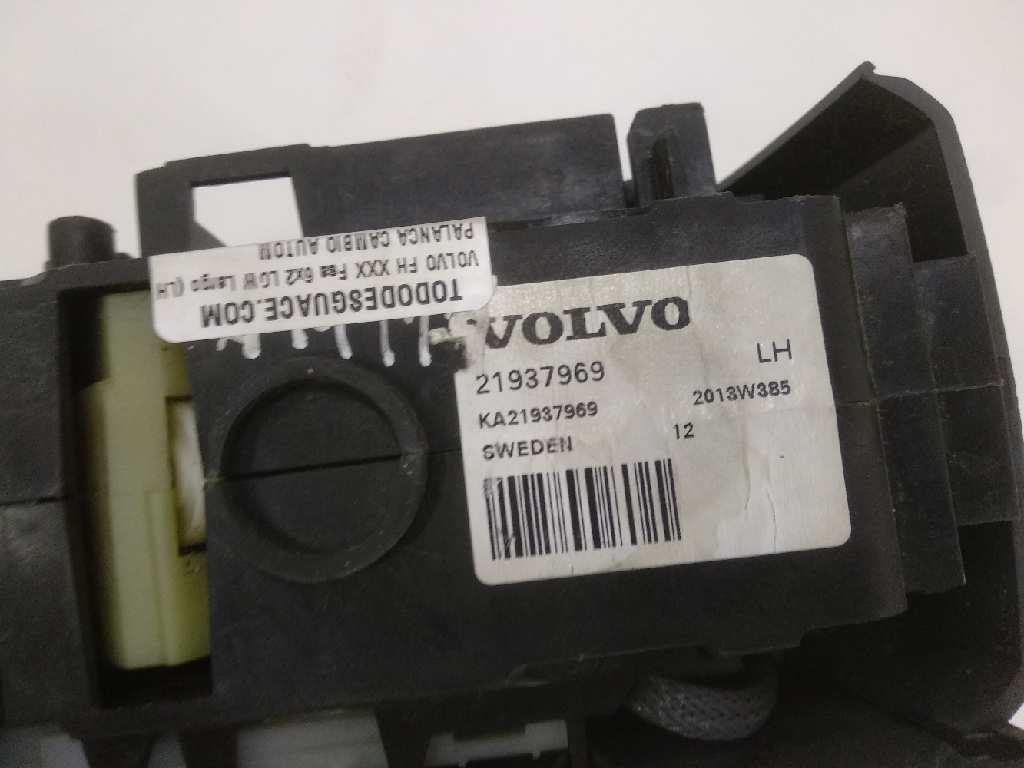 TODODESGUACE.COM
VOLVO FH XXX Fsa 6x2 LGW Largo (LH
PALANCA CAMBIO AUTOM
VOLVO
21937969
LH
KA21937969
2013W385
SWEDEN
12